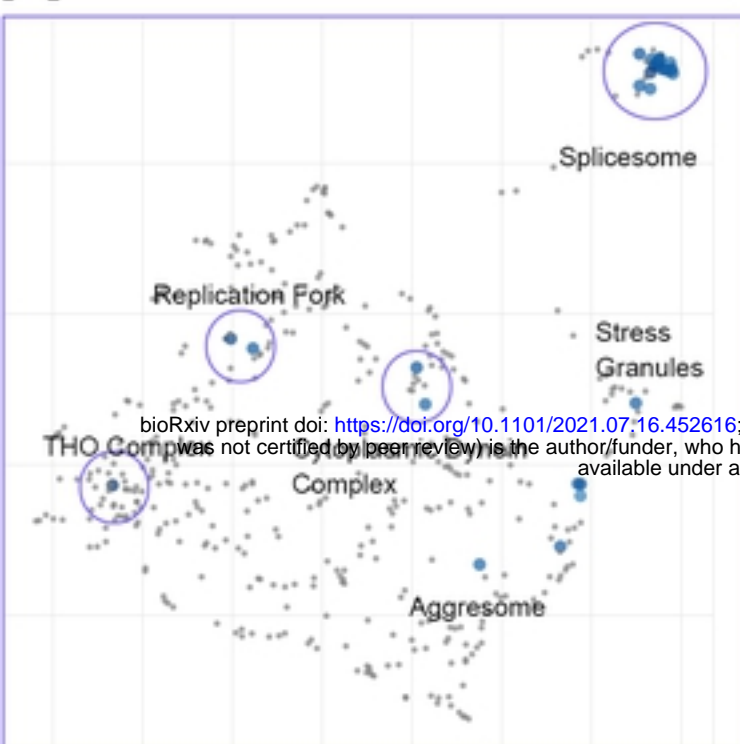 Splicesome
Replication Fork
Stress
Granules
bioRxiv preprint doi: https://doi.org/10.1101/2021.07.16.452616;
THO Complex
was not certified by peer review) is the author/funder, who h
available under a
Complex
Aggresome